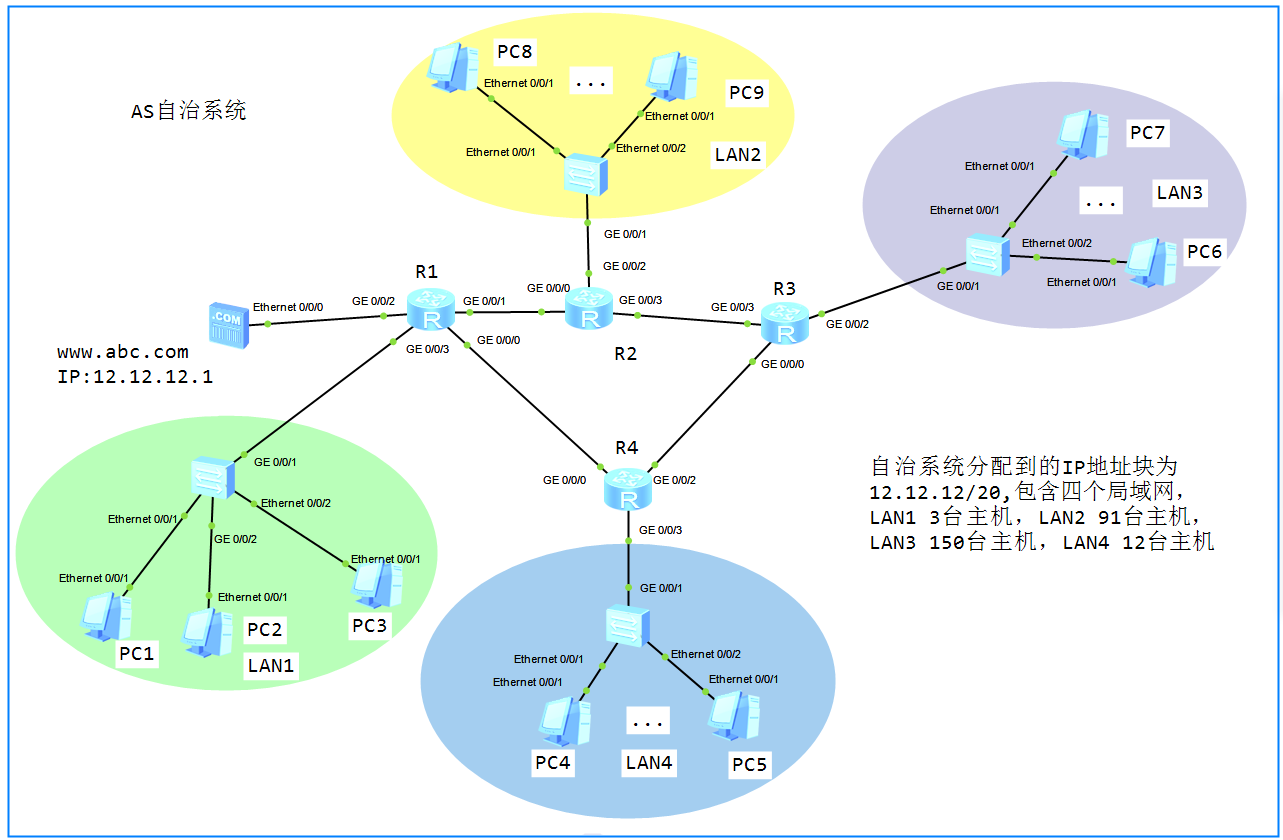 AS自治系统
PC8
Ethernet 0/0/1
...
PC9
Ethernet 0/0/1
Ethernet 0/0/1
Ethernet 0/0/2
LAN2
GE 0/0/1
GE 0/0/2
PC7
Ethernet 0/0/1
Ethernet 0/0/1
...
LAN3
Ethernet 0/0/2
PC6
Ethernet 0/0/1
GE 0/0/1
R1
Ethernet 0/0/0
GE 0/0/2
GE 0/0/1
GE 0/0/0
GE 0/0/3
GE 0/0/3
R3
GE 0/0/2
.COM
R
R
R
GE 0/0/3
GE 0/0/0
R2
GE 0/0/0
www.abc.com
IP:12.12.12.1
R4
GE 0/0/0
GE 0/0/2
R
GE 0/0/3
GE 0/0/1
自治系统分配到的IP地址块为
12.12.12/20,包含四个局域网，
LAN1 3台主机，LAN2 91台主机，
LAN3 150台主机，LAN4 12台主机
GE 0/0/1
Ethernet 0/0/2
Ethernet 0/0/1
GE 0/0/2
Ethernet 0/0/1
Ethernet 0/0/1
Ethernet 0/0/1
PC1
PC2
PC3
LAN1
Ethernet 0/0/1
Ethernet 0/0/2
Ethernet 0/0/1
Ethernet 0/0/1
...
PC4
LAN4
PC5